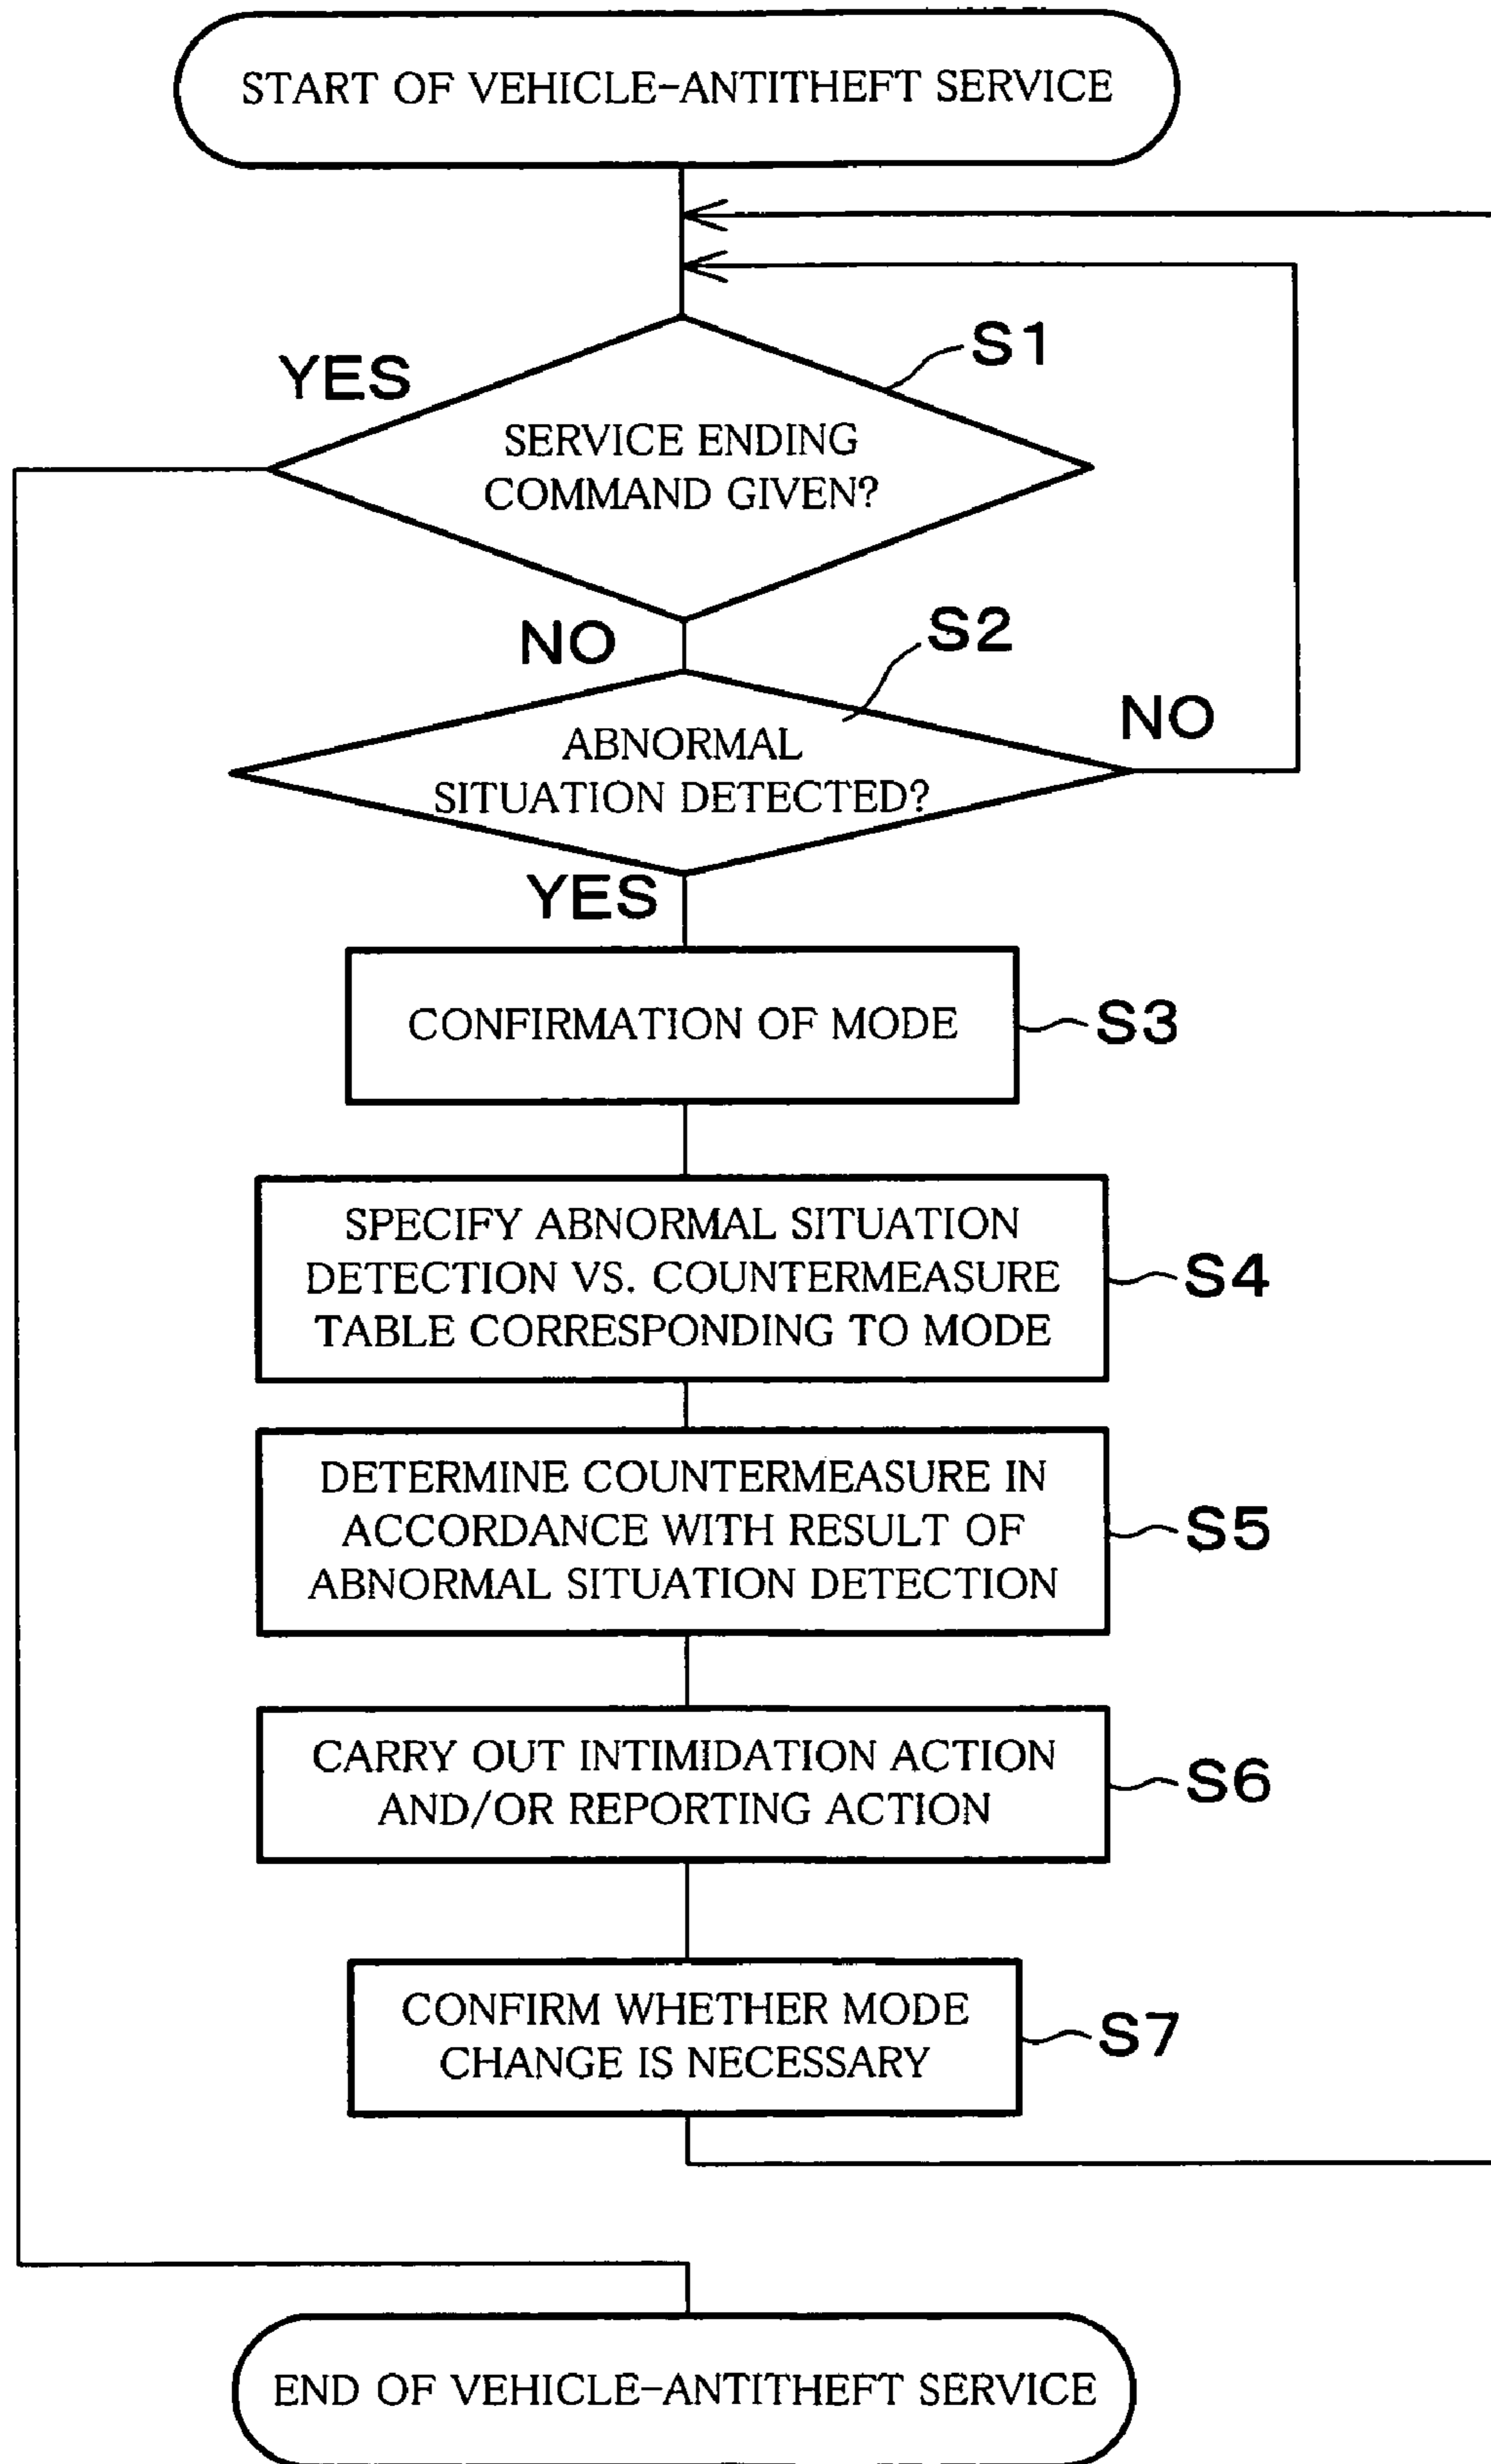 START OF VEHICLE-ANTITHEFT SERVICE
YES
S1
SERVICE ENDING
COMMAND GIVEN?
NO
S2
NO
ABNORMAL
SITUATION DETECTED?
YES
CONFIRMATION OF MODE
S3
SPECIFY ABNORMAL SITUATION
DETECTION VS. COUNTERMEASURE
TABLE CORRESPONDING TO MODE
S4
DETERMINE COUNTERMEASURE IN
ACCORDANCE WITH RESULT OF
ABNORMAL SITUATION DETECTION
S5
CARRY OUT INTIMIDATION ACTION
AND/OR REPORTING ACTION
S6
CONFIRM WHETHER MODE
CHANGE IS NECESSARY
S7
END OF VEHICLE-ANTITHEFT SERVICE